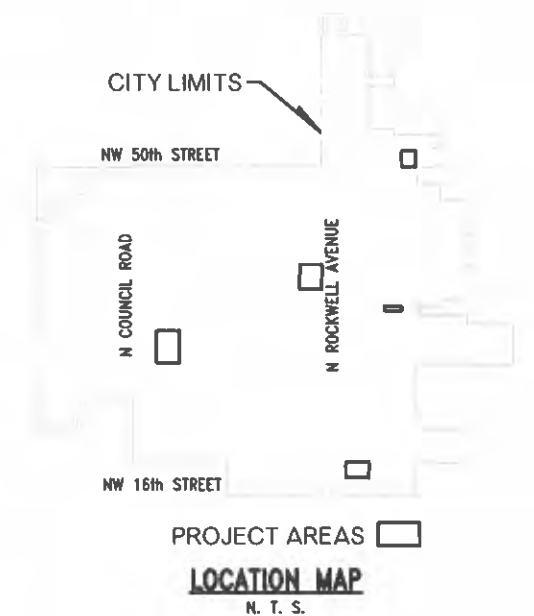 CITY LIMITS
NW 50th STREET
N COUNCIL ROAD
N ROCKWELL AVENUE
NW 16th STREET
PROJECT AREAS
LOCATION MAP
N. T. S.